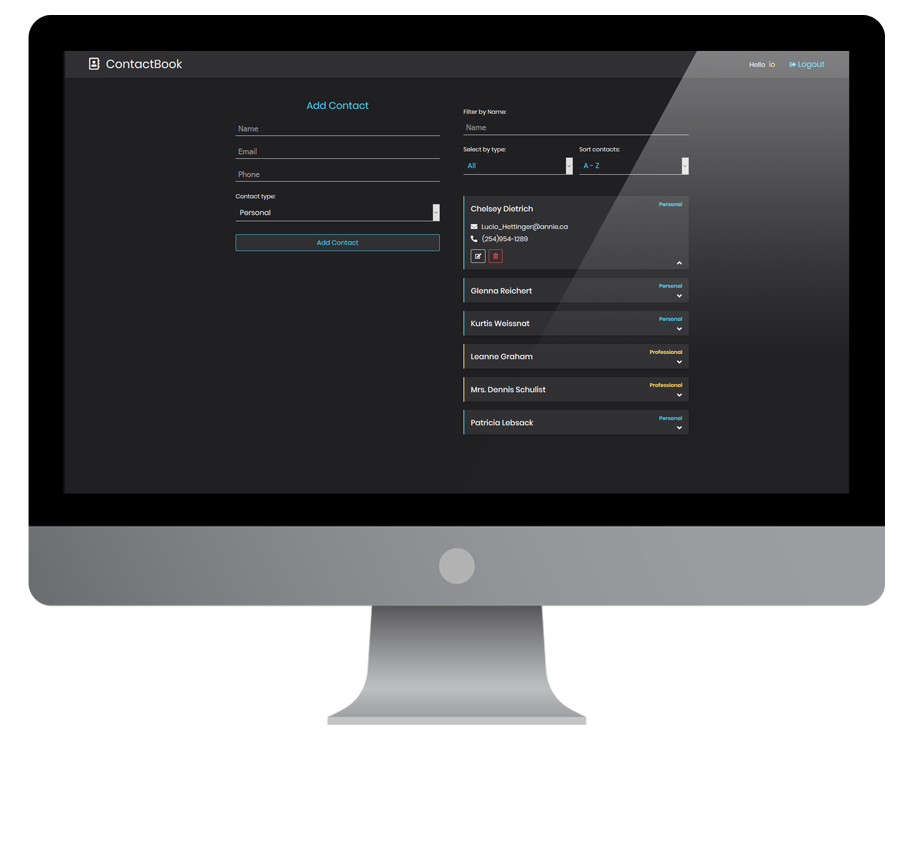 ContactBook
Hello io
Logout
Add Contact
Name
Email
Phone
Contact type:
Personal
Add Contact
Filter by Name:
Name
Select by type:
Sort contacts:
All
A - Z
Chelsey Dietrich
Personal
Lucio_Hettinger@annie.ca
(254)954-1289
Glenna Reichert
Personal
Kurtis Weissnat
Personal
Leanne Graham
Professional
Mrs. Dennis Schulist
Professional
Patricia Lebsack
Personal